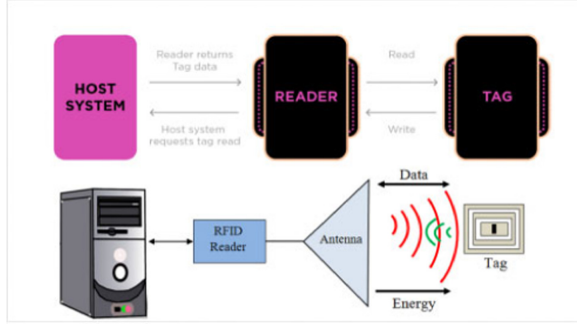 Reader returns
Tag data
Read
HOST
SYSTEM
READER
TAG
Host system
requests tag read
Write
Data
RFID
Reader
Antenna
Tag
Energy